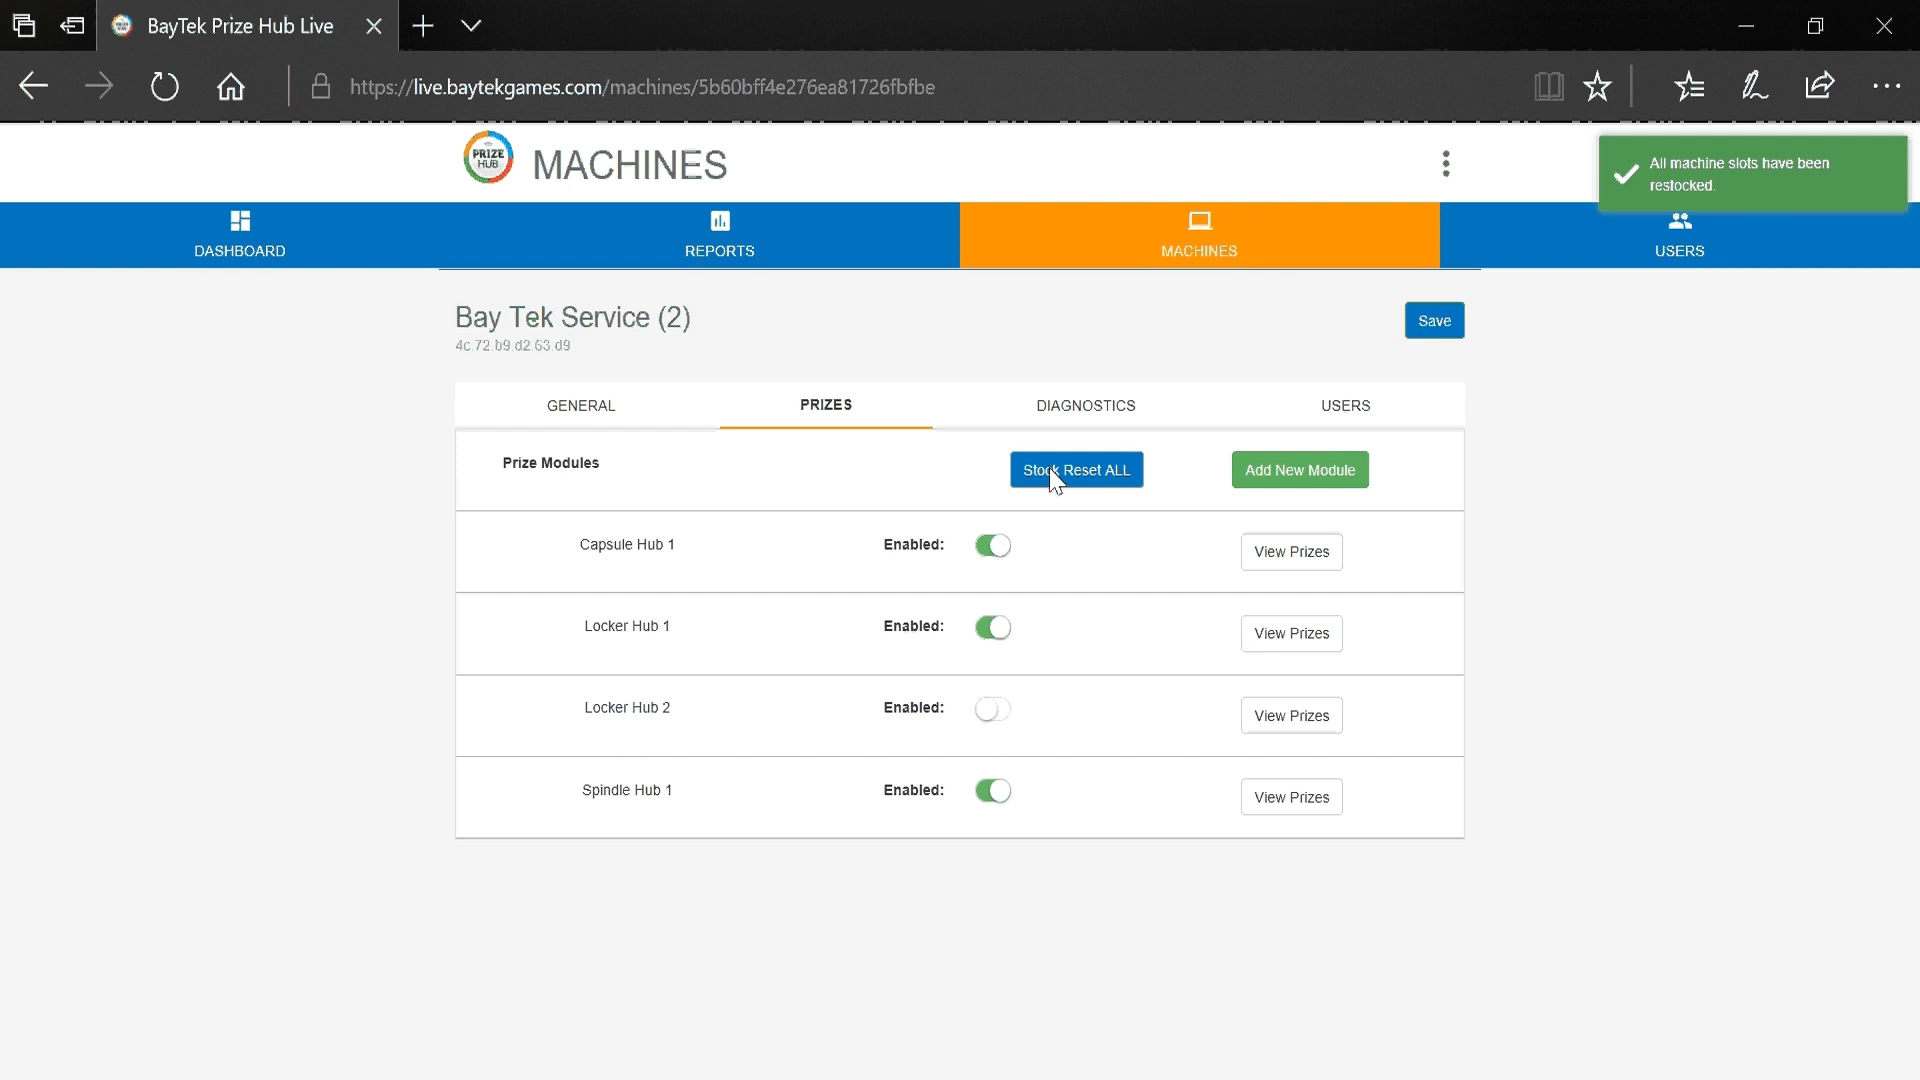 BayTek Prize Hub Live
https://live.baytekgames.com/machines/5b60bff4e276ea81726fbfbe
PRIZE
HUB
MACHINES
All machine slots have been
restocked.
DASHBOARD
REPORTS
MACHINES
USERS
Bay Tek Service (2)
Save
4c.72.b9.d2.63.d9
GENERAL
PRIZES
DIAGNOSTICS
USERS
Prize Modules
Stock Reset ALL
Add New Module
Capsule Hub 1
Enabled:
View Prizes
Locker Hub 1
Enabled:
View Prizes
Locker Hub 2
Enabled:
View Prizes
Spindle Hub 1
Enabled:
View Prizes